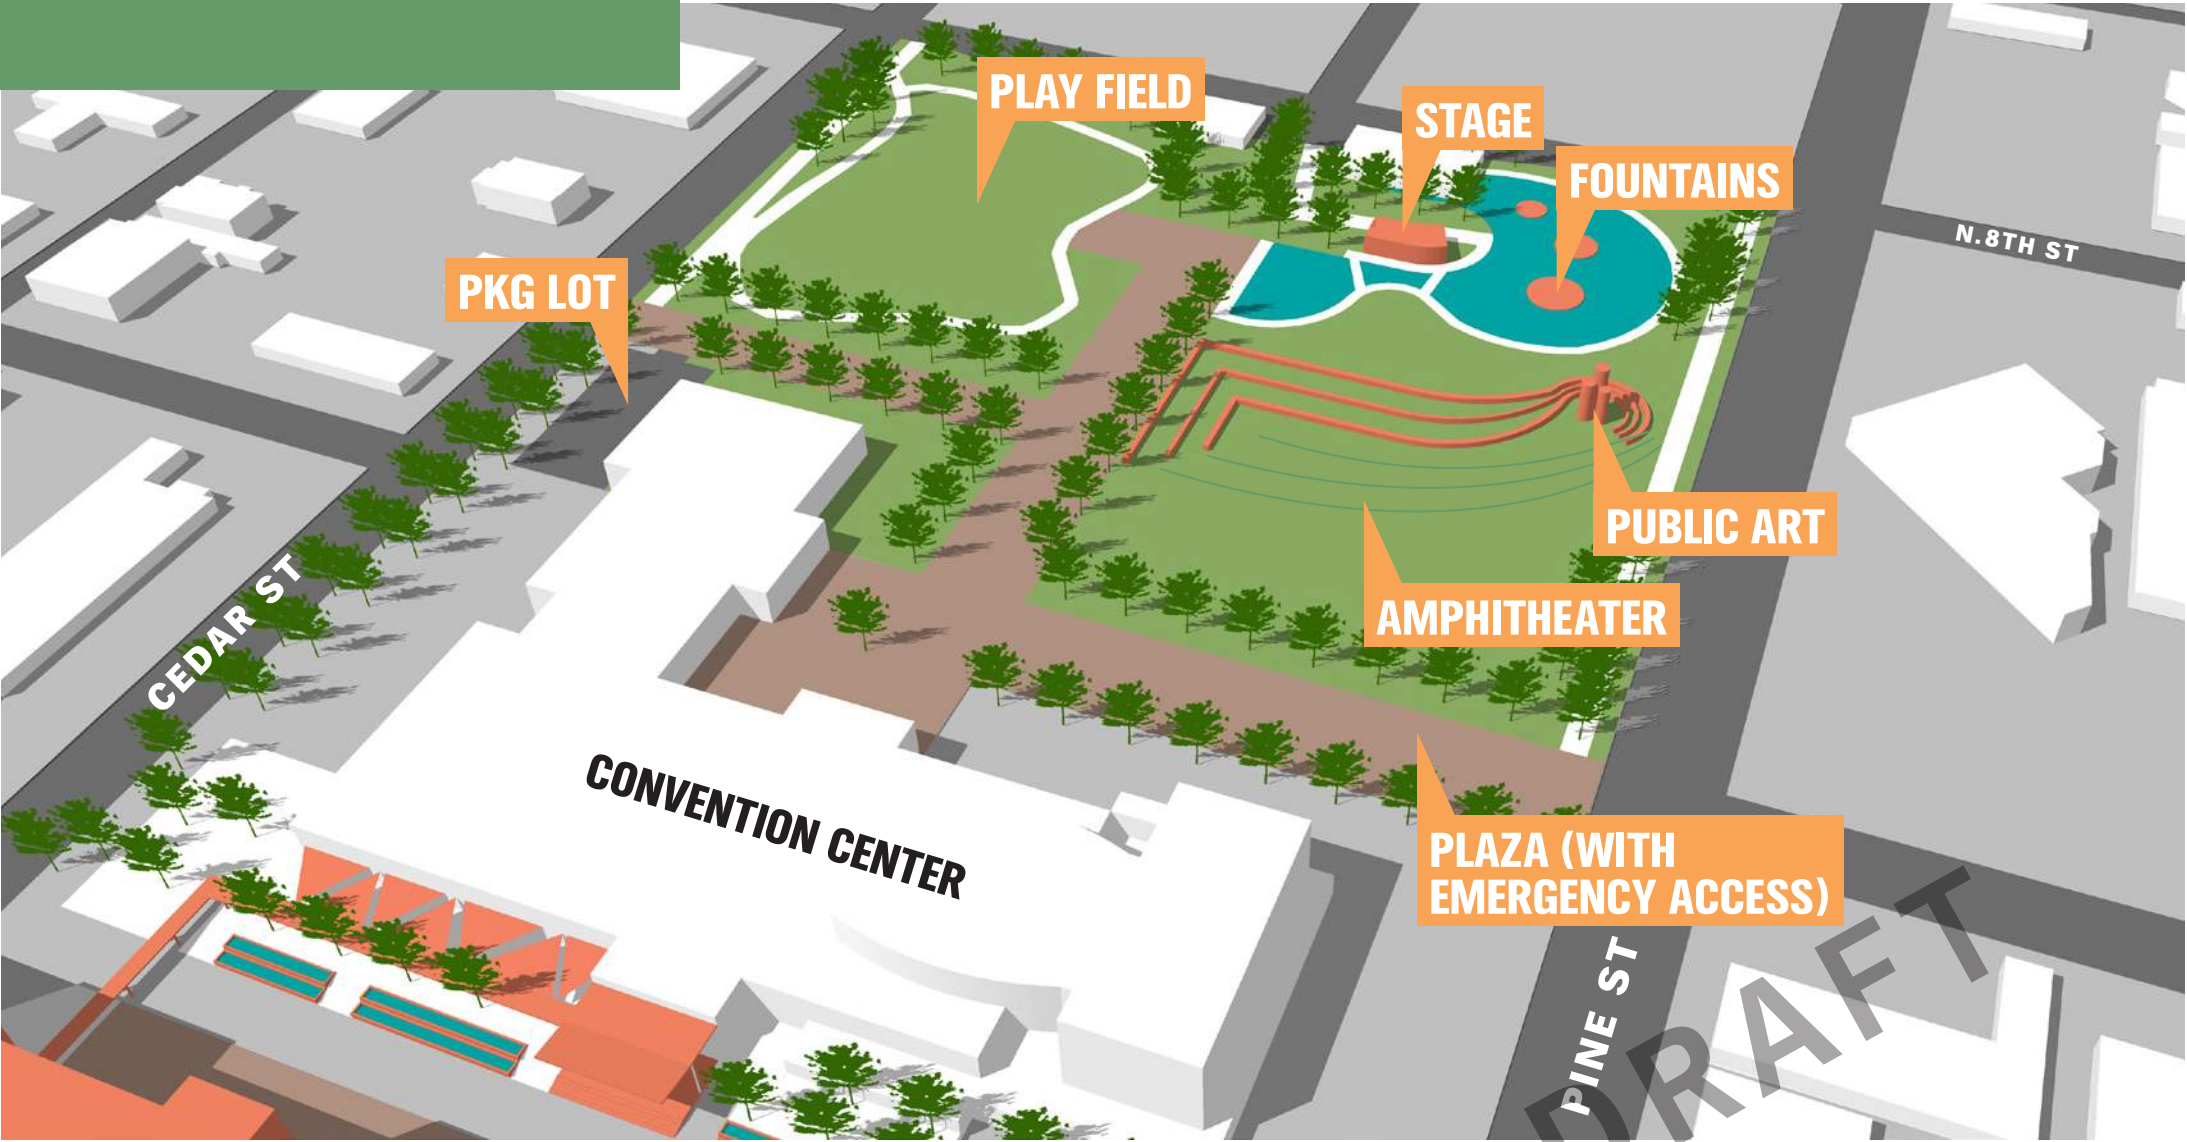 PLAY FIELD
STAGE
FOUNTAINS
N.8TH ST
PKG LOT
PUBLIC ART
CEDAR ST
AMPHITHEATER
CONVENTION CENTER
PLAZA (WITH
EMERGENCY ACCESS)
PINE ST
DRAFT